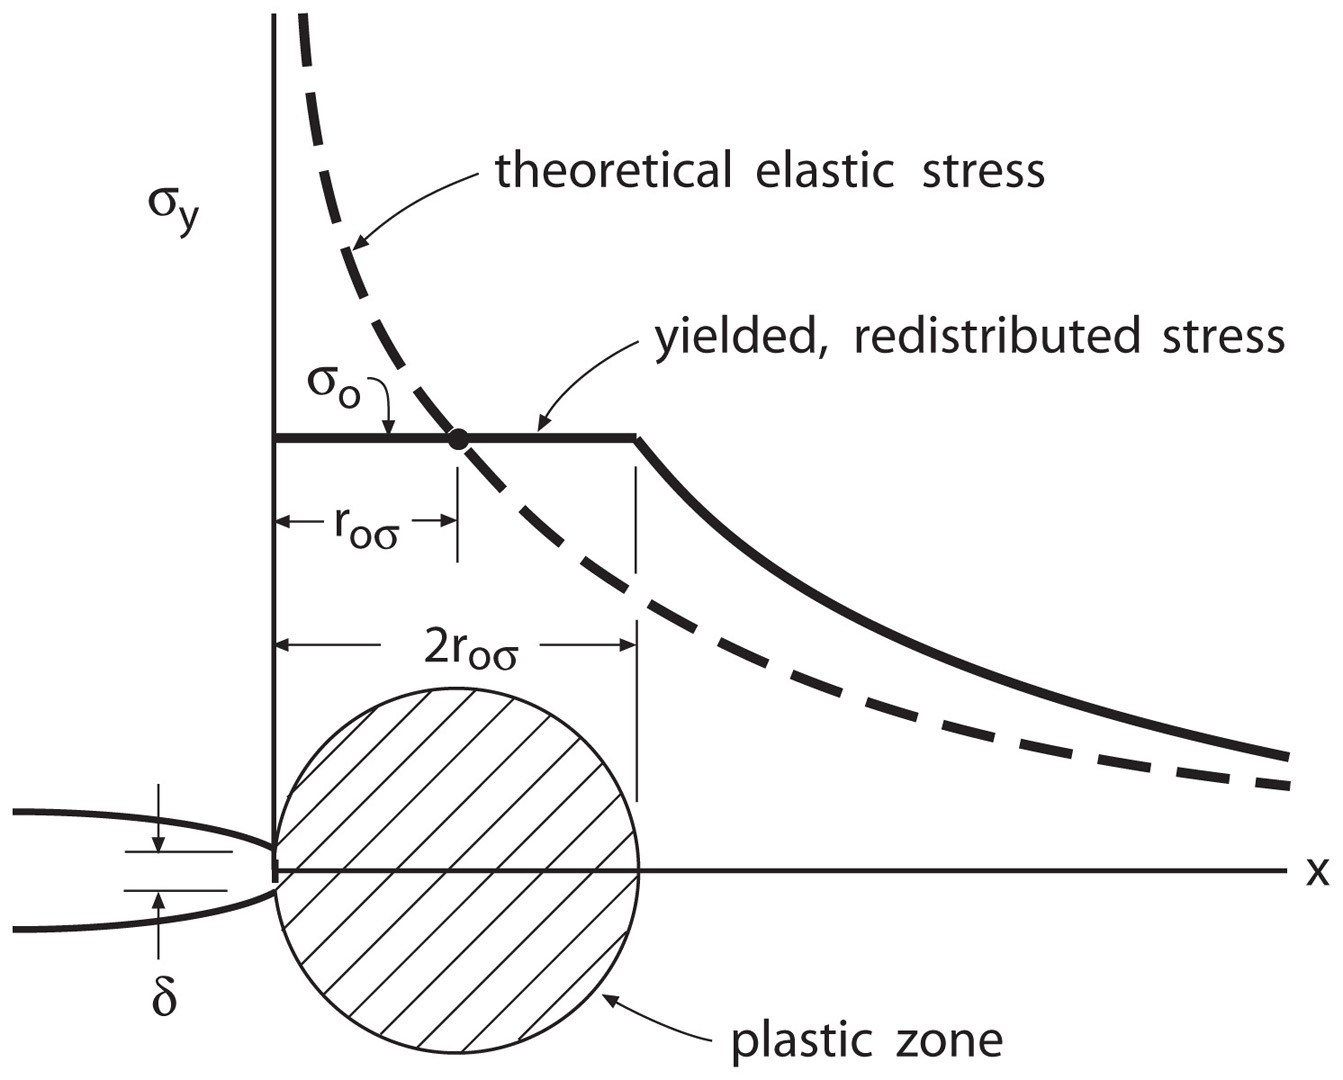 theoretical elastic stress
σy
yielded, redistributed stress
σo
roσ
2roσ
x
δ
plastic zone